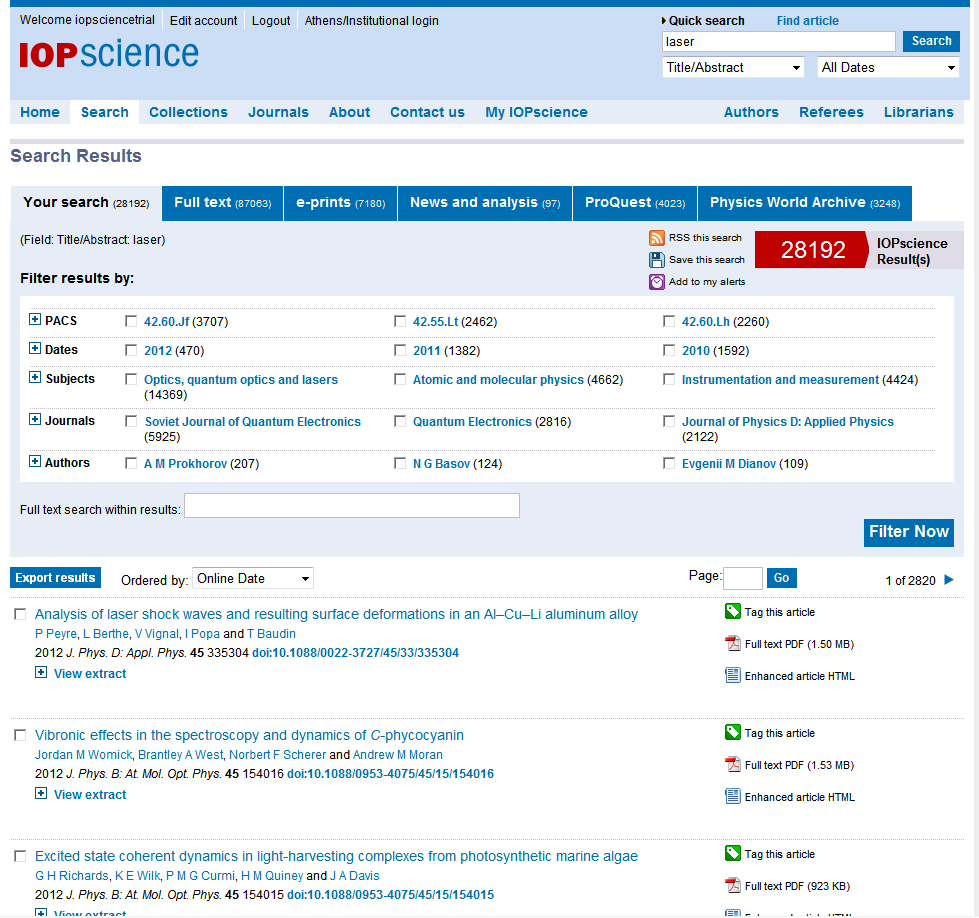 Welcome iopsciencetrial Edit account Logout Athens/Institutional login
Quick search Find article
laser Search
Title/Abstract All Dates
IOPscience
Home Search Collections Journals About Contact us My IOPscience Authors Referees Librarians
Search Results
Your search (28192) Full text (87063) e-prints (7180) News and analysis (97) ProQuest (4023) Physics World Archive (3248)
(Field: Title/Abstract: laser)
RSS this search
Save this search
Add to my alerts
28192 IOPscience
Result(s)
Filter results by:
PACS 42.60.Jf (3707) 42.55.Lt (2462) 42.60.Lh (2260)
Dates 2012 (470) 2011 (1382) 2010 (1592)
Subjects Optics, quantum optics and lasers Atomic and molecular physics (4662) Instrumentation and measurement (4424)
(14369)
Journals Soviet Journal of Quantum Electronics Quantum Electronics (2816) Journal of Physics D: Applied Physics
(5925) (2122)
Authors A M Prokhorov (207) N G Basov (124) Evgenii M Dianov (109)
Full text search within results:
Filter Now
Export results Ordered by: Online Date Page: Go 1 of 2820
Analysis of laser shock waves and resulting surface deformations in an Al–Cu–Li aluminum alloy
P Peyre, L Berthe, V Vignal, I Popa and T Baudin
2012 J. Phys. D: Appl. Phys. 45 335304 doi:10.1088/0022-3727/45/33/335304
View extract
Tag this article
Full text PDF (1.50 MB)
Enhanced article HTML
Vibronic effects in the spectroscopy and dynamics of C-phycocyanin
Jordan M Womick, Brantley A West, Norbert F Scherer and Andrew M Moran
2012 J. Phys. B: At. Mol. Opt. Phys. 45 154016 doi:10.1088/0953-4075/45/15/154016
View extract
Tag this article
Full text PDF (1.53 MB)
Enhanced article HTML
Excited state coherent dynamics in light-harvesting complexes from photosynthetic marine algae
G H Richards, K E Wilk, P M G Curmi, H M Quiney and J A Davis
2012 J. Phys. B: At. Mol. Opt. Phys. 45 154015 doi:10.1088/0953-4075/45/15/154015
View extract
Tag this article
Full text PDF (923 KB)
Enhanced article HTML